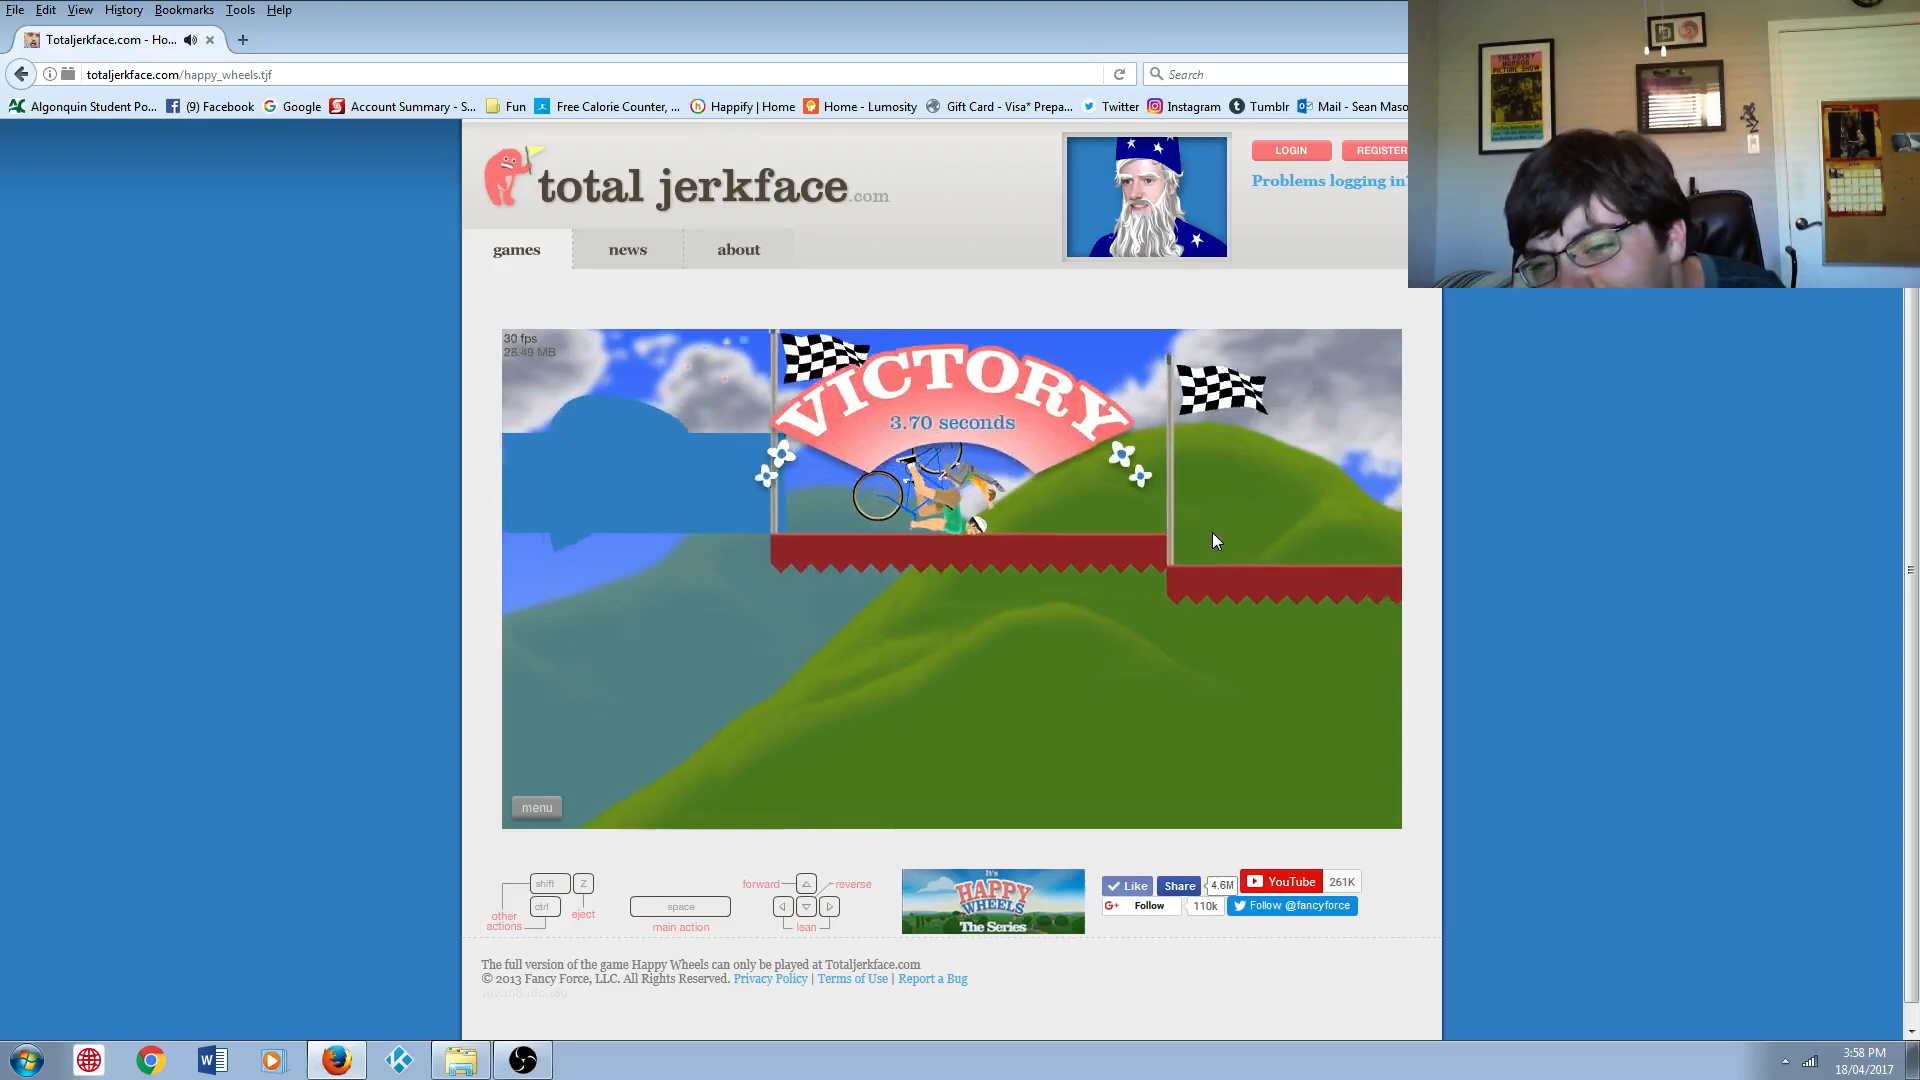 File Edit View History Bookmarks Tools Help
Totaljerkface.com - Ho...
totaljerkface.com/happy_wheels.tjf
Search
Algonquin Student Po... (9) Facebook Google Account Summary - S... Fun Free Calorie Counter, ... Happify | Home Home - Lumosity Gift Card - Visa* Prepa... Twitter Instagram Tumblr Mail - Sean Maso
THE ROCKY
HORROR
PICTURE SHOW
LOGIN REGISTER
total jerkface.com
Problems logging in?
games news about
30 fps
28.49 MB
VICTORY
3.70 seconds
menu
shift Z
ctrl
other
actions
eject
space
main action
forward reverse
lean
IT'S
HAPPY
WHEELS
The Series
Like Share 4.6M YouTube 261K
G+ Follow 110k Follow @fancyforce
The full version of the game Happy Wheels can only be played at Totaljerkface.com
© 2013 Fancy Force, LLC. All Rights Reserved. Privacy Policy | Terms of Use | Report a Bug
3:58 PM
18/04/2017